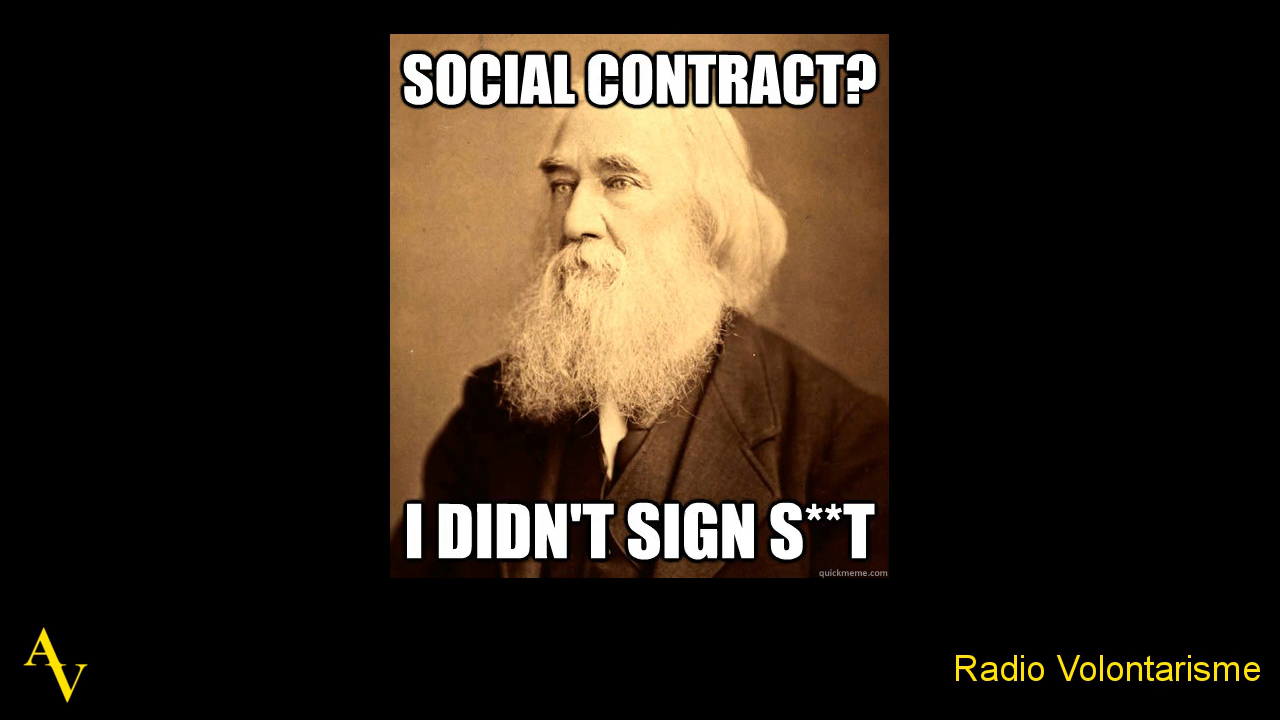 SOCIAL CONTRACT?
I DIDN'T SIGN S**T
quickmeme.com
AV
Radio Volontarisme